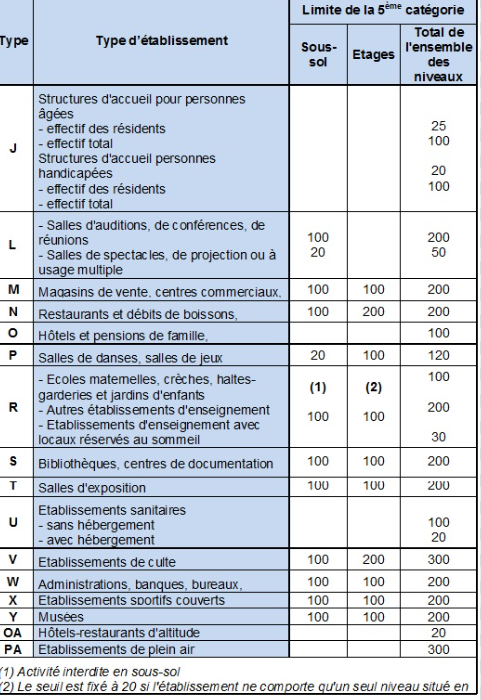 Limite de la 5ème catégorie
Type
Type d'établissement
Sous-
sol
Etages
Total de
l'ensemble
des
niveaux
J
Structures d'accueil pour personnes
âgées
- effectif des résidents 25
- effectif total 100
Structures d'accueil personnes
handicapées 20
- effectif des résidents 100
- effectif total
L
- Salles d'auditions, de conférences, de
réunions 100 200
- Salles de spectacles, de projection ou à 20 50
usage multiple
M Magasins de vente, centres commerciaux, 100 100 200
N Restaurants et débits de boissons, 100 200 200
O Hôtels et pensions de famille, 100
P Salles de danses, salles de jeux 20 100 120
R
- Ecoles maternelles, crèches, haltes- (1) (2) 100
garderies et jardins d'enfants
- Autres établissements d'enseignement 100 100 200
- Etablissements d'enseignement avec
locaux réservés au sommeil 30
S Bibliothèques, centres de documentation 100 100 200
T Salles d'exposition 100 100 200
U
Etablissements sanitaires
- sans hébergement 100
- avec hébergement 20
V Etablissements de culte 100 200 300
W Administrations, banques, bureaux, 100 100 200
X Etablissements sportifs couverts 100 100 200
Y Musées 100 100 200
OA Hôtels-restaurants d'altitude 20
PA Etablissements de plein air 300
(1) Activité interdite en sous-sol
(2) Le seuil est fixé à 20 si l'établissement ne comporte qu'un seul niveau situé en